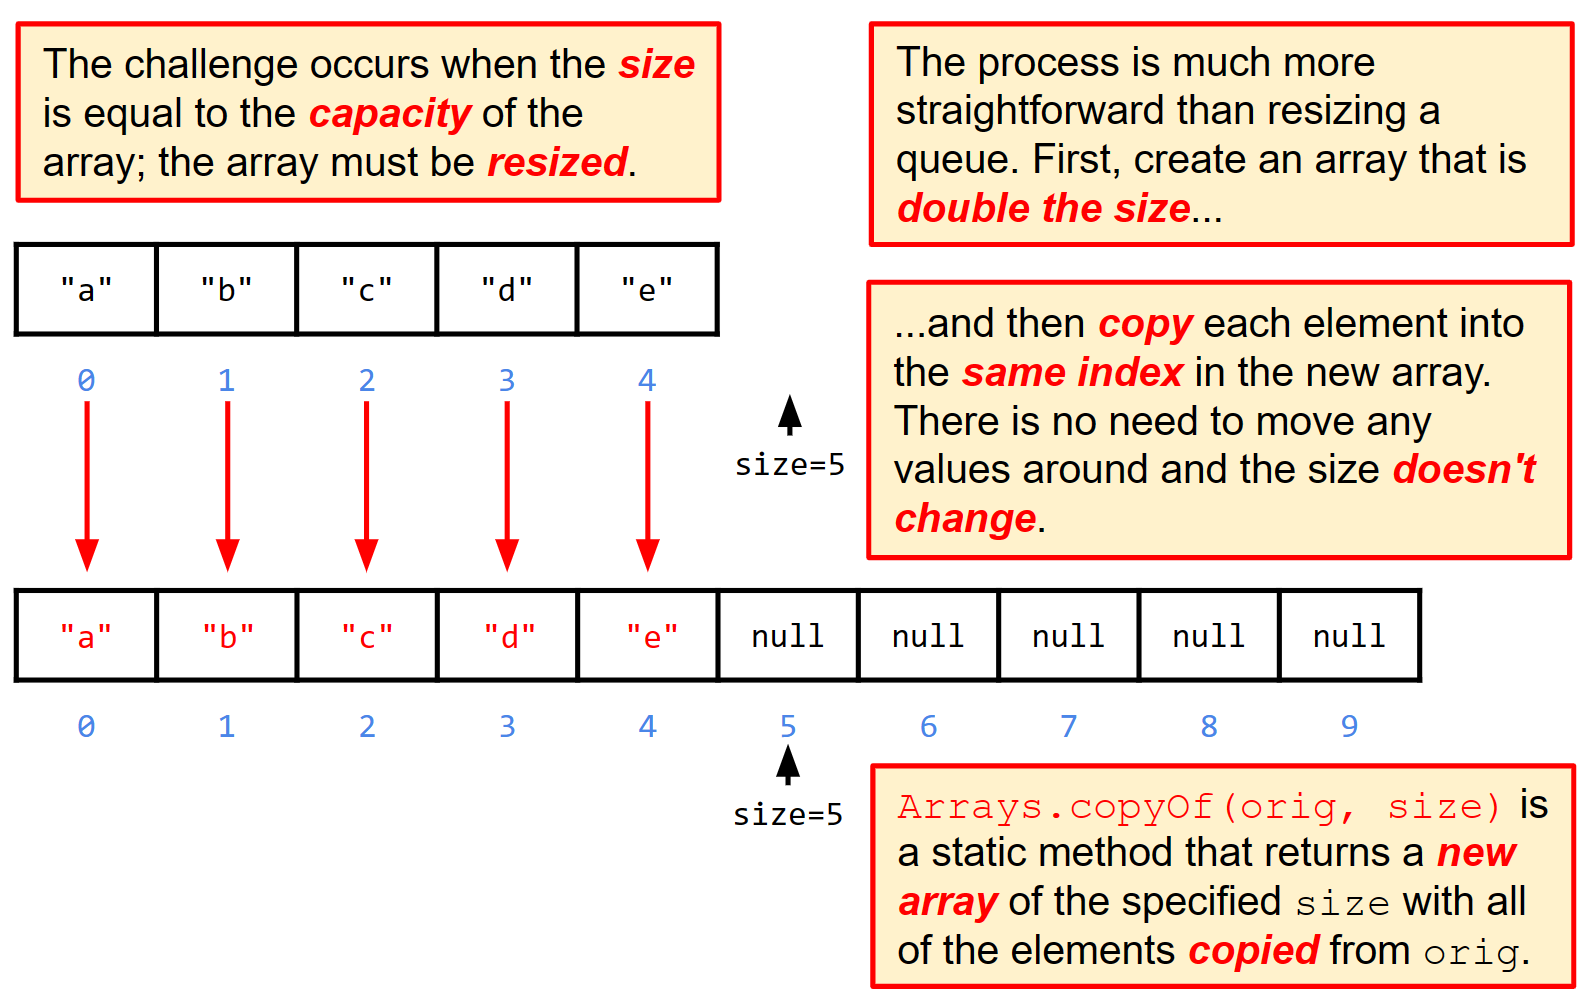 The challenge occurs when the size
is equal to the capacity of the
array; the array must be resized.
The process is much more
straightforward than resizing a
queue. First, create an array that is
double the size...
"a" "b" "c" "d" "e"
0 1 2 3 4
size=5
...and then copy each element into
the same index in the new array.
There is no need to move any
values around and the size doesn't
change.
"a" "b" "c" "d" "e" null null null null null
0 1 2 3 4 5 6 7 8 9
size=5
Arrays.copyOf(orig, size) is
a static method that returns a new
array of the specified size with all
of the elements copied from orig.